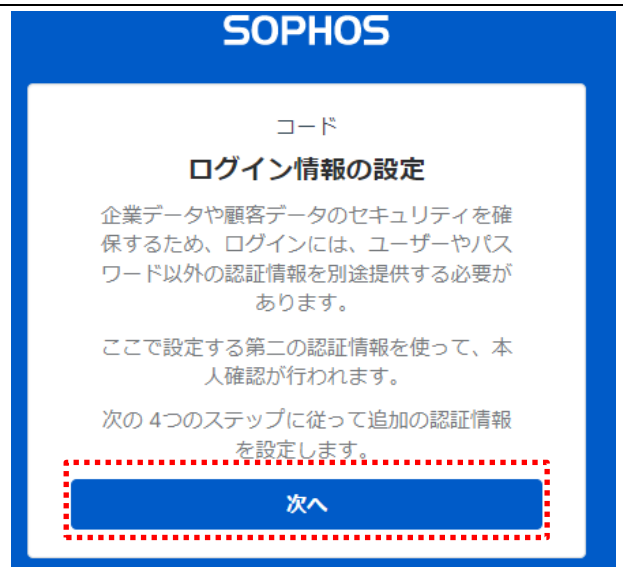 SOPHOS
コード
ログイン情報の設定
企業データや顧客データのセキュリティを確
保するため、ログインには、ユーザーやパス
ワード以外の認証情報を別途提供する必要が
あります。
ここで設定する第二の認証情報を使って、本
人確認が行われます。
次の 4つのステップに従って追加の認証情報
を設定します。
次へ